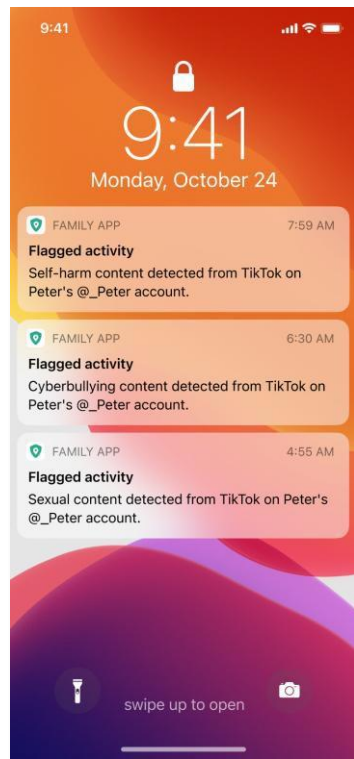 9:41
9:41
Monday, October 24
FAMILY APP 7:59 AM
Flagged activity
Self-harm content detected from TikTok on
Peter's @_Peter account.
FAMILY APP 6:30 AM
Flagged activity
Cyberbullying content detected from TikTok on
Peter's @_Peter account.
FAMILY APP 4:55 AM
Flagged activity
Sexual content detected from TikTok on Peter's
@_Peter account.
swipe up to open